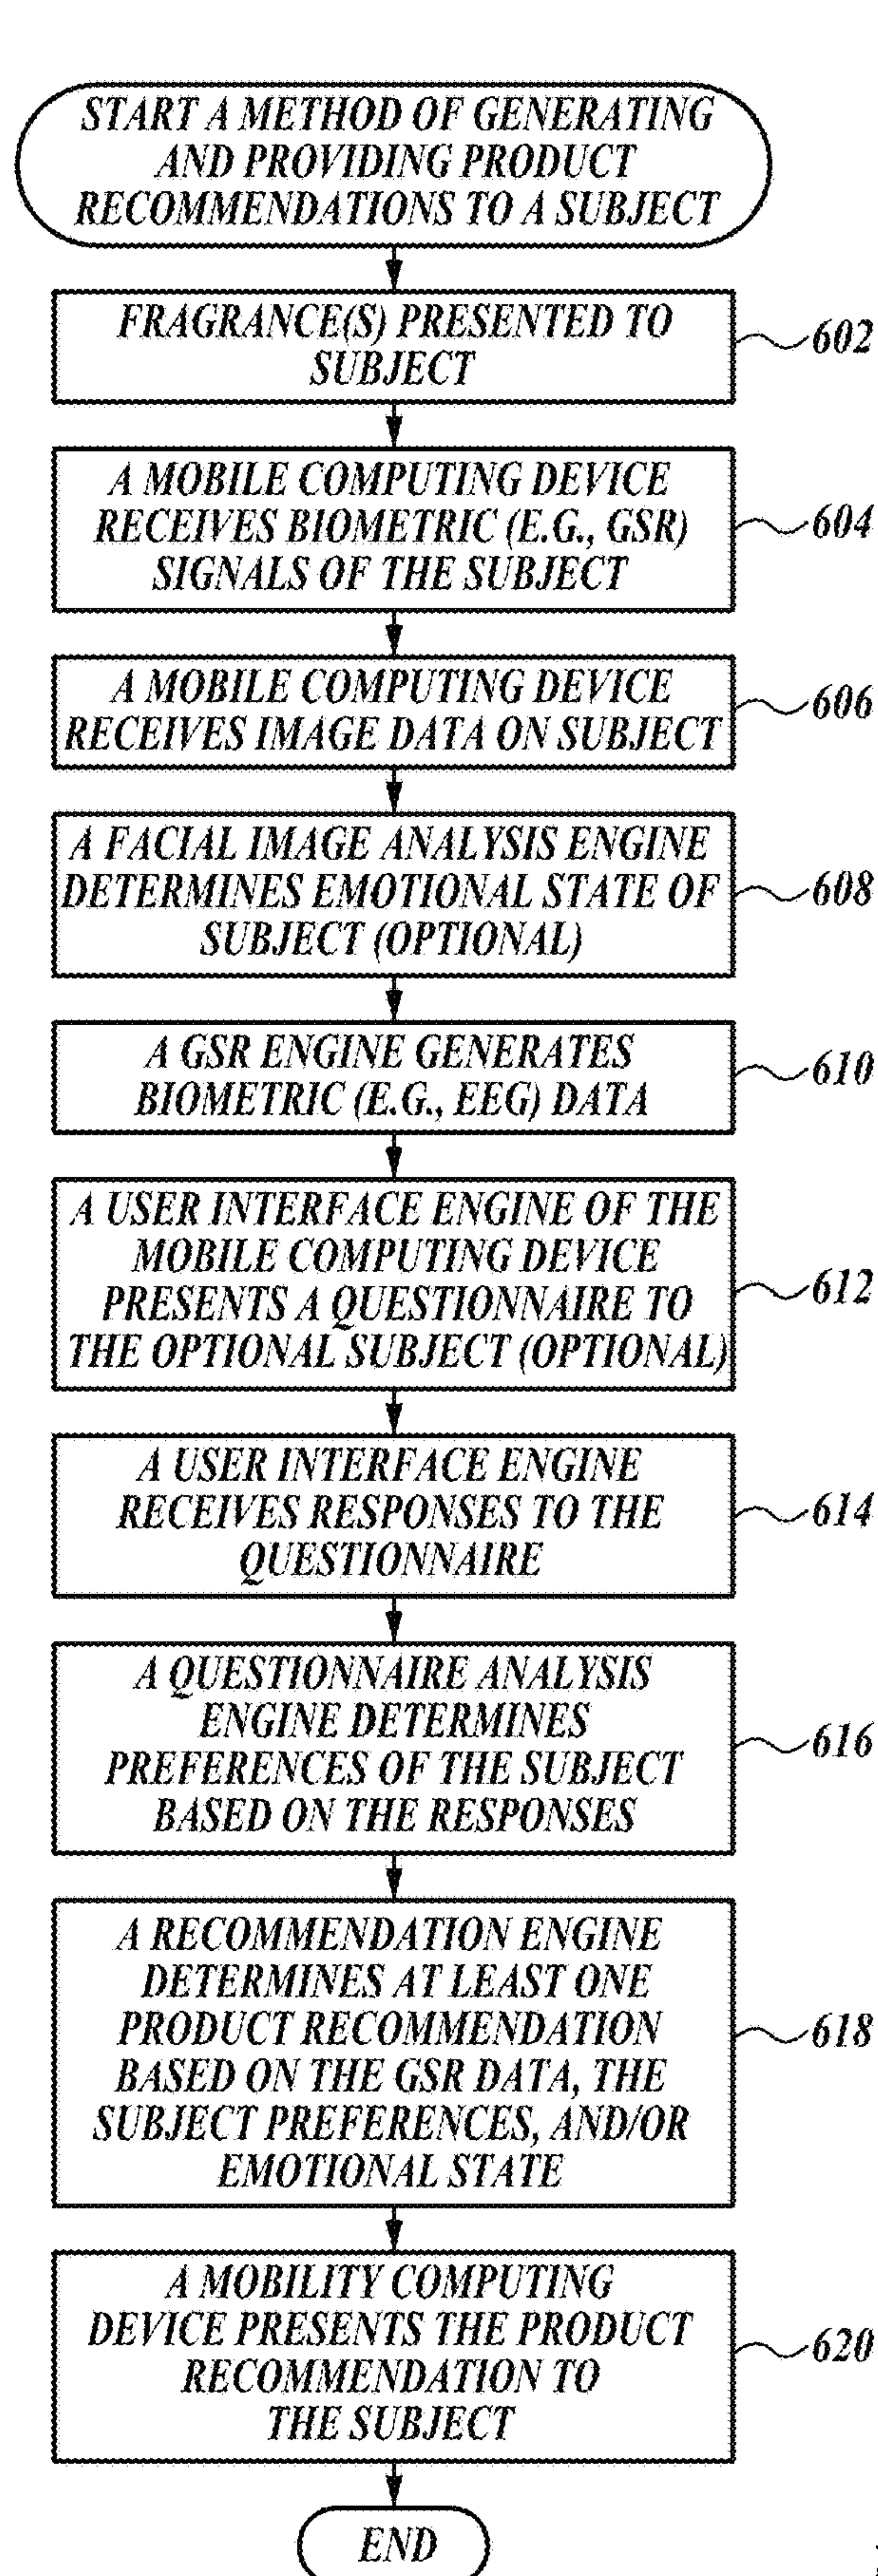 START A METHOD OF GENERATING
AND PROVIDING PRODUCT
RECOMMENDATIONS TO A SUBJECT
FRAGRANCE(S) PRESENTED TO
SUBJECT
602
A MOBILE COMPUTING DEVICE
RECEIVES BIOMETRIC (E.G., GSR)
SIGNALS OF THE SUBJECT
604
A MOBILE COMPUTING DEVICE
RECEIVES IMAGE DATA ON SUBJECT
606
A FACIAL IMAGE ANALYSIS ENGINE
DETERMINES EMOTIONAL STATE OF
SUBJECT (OPTIONAL)
608
A GSR ENGINE GENERATES
BIOMETRIC (E.G., EEG) DATA
610
A USER INTERFACE ENGINE OF THE
MOBILE COMPUTING DEVICE
PRESENTS A QUESTIONNAIRE TO
THE OPTIONAL SUBJECT (OPTIONAL)
612
A USER INTERFACE ENGINE
RECEIVES RESPONSES TO THE
QUESTIONNAIRE
614
A QUESTIONNAIRE ANALYSIS
ENGINE DETERMINES
PREFERENCES OF THE SUBJECT
BASED ON THE RESPONSES
616
A RECOMMENDATION ENGINE
DETERMINES AT LEAST ONE
PRODUCT RECOMMENDATION
BASED ON THE GSR DATA, THE
SUBJECT PREFERENCES, AND/OR
EMOTIONAL STATE
618
A MOBILITY COMPUTING
DEVICE PRESENTS THE PRODUCT
RECOMMENDATION TO
THE SUBJECT
620
END